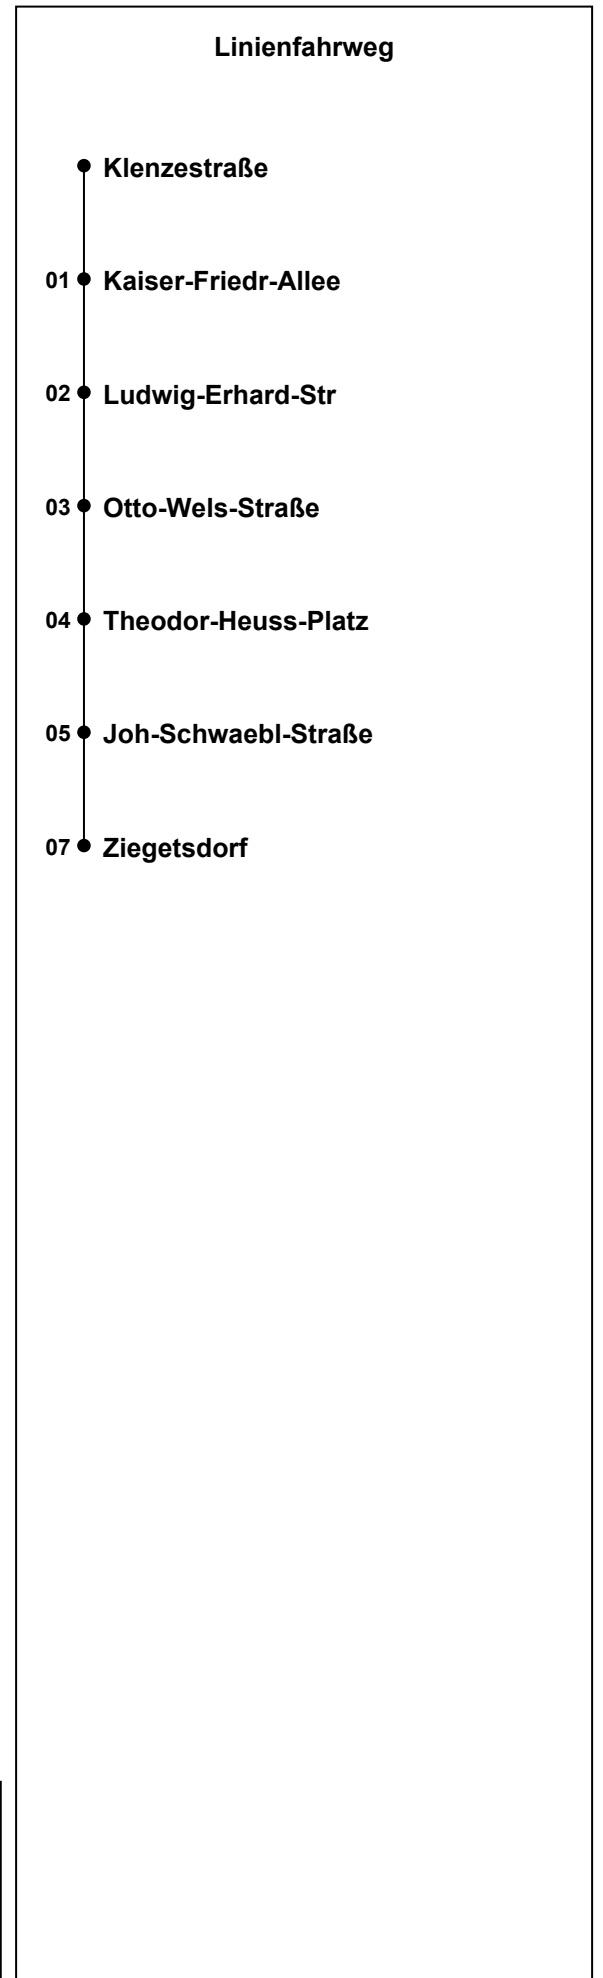 Linienfahrweg
Klenzestraße
01 Kaiser-Friedr-Allee
02 Ludwig-Erhard-Str
03 Otto-Wels-Straße
04 Theodor-Heuss-Platz
05 Joh-Schwaebl-Straße
07 Ziegetsdorf